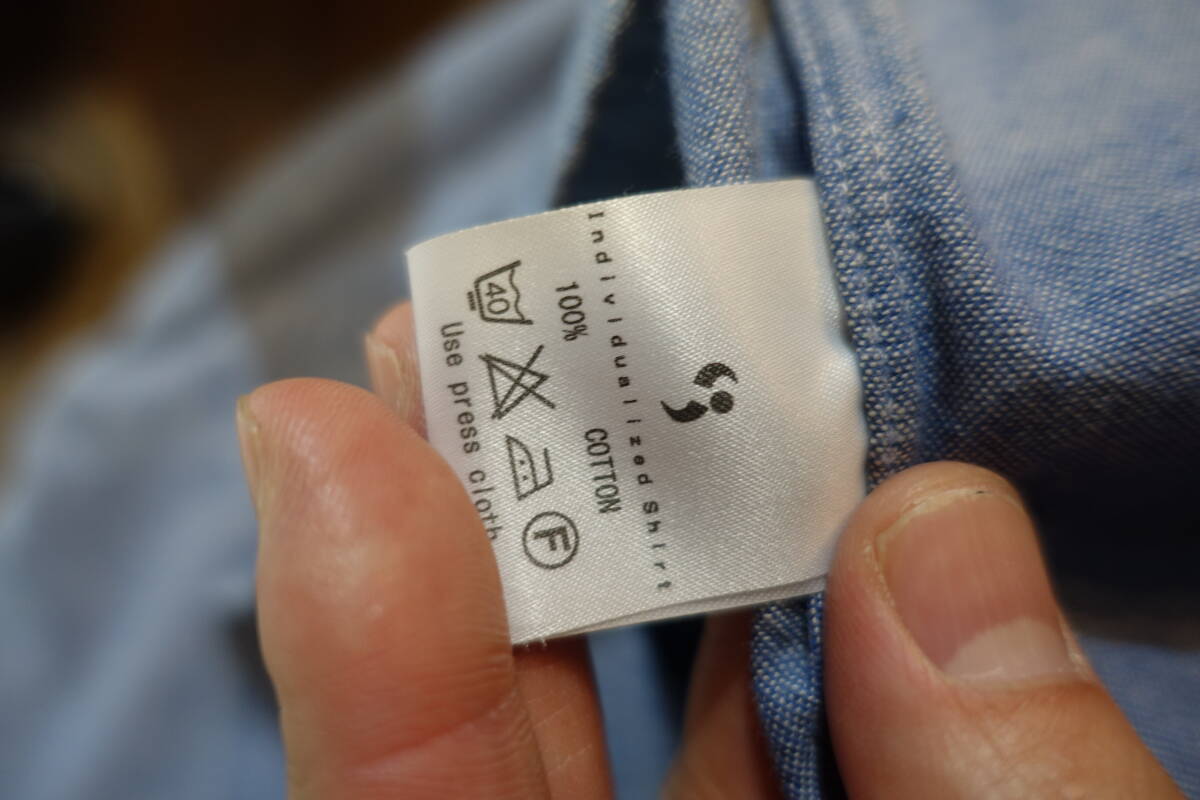 Individualized Shirt
100% COTTON
40 F
Use press cloth